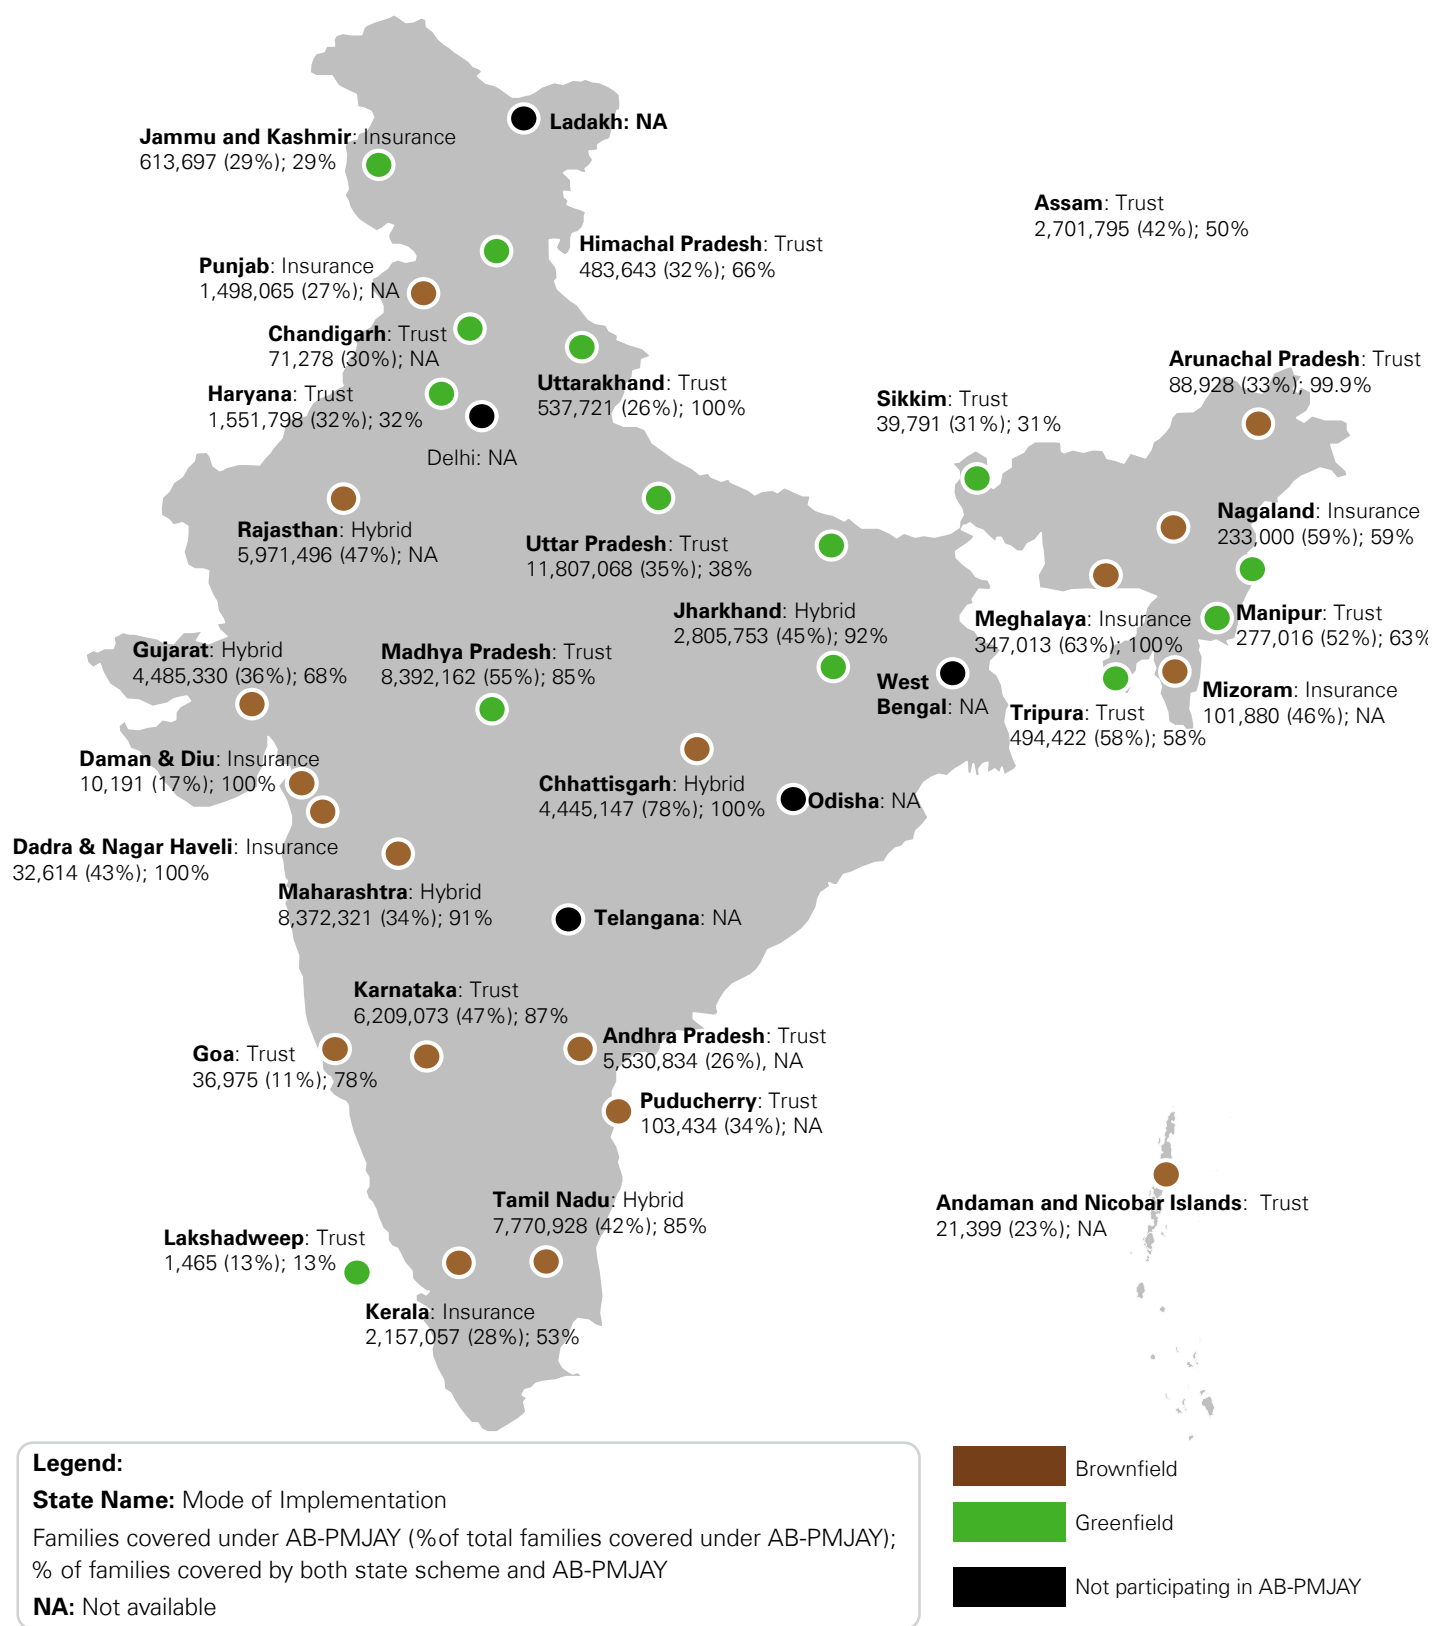 Ladakh: NA
Jammu and Kashmir: Insurance
613,697 (29%); 29%
Assam: Trust
2,701,795 (42%); 50%
Himachal Pradesh: Trust
483,643 (32%); 66%
Punjab: Insurance
1,498,065 (27%); NA
Chandigarh: Trust
71,278 (30%); NA
Arunachal Pradesh: Trust
88,928 (33%); 99.9%
Uttarakhand: Trust
537,721 (26%); 100%
Haryana: Trust
1,551,798 (32%); 32%
Sikkim: Trust
39,791 (31%); 31%
Delhi: NA
Nagaland: Insurance
233,000 (59%); 59%
Rajasthan: Hybrid
5,971,496 (47%); NA
Uttar Pradesh: Trust
11,807,068 (35%); 38%
Jharkhand: Hybrid
2,805,753 (45%); 92%
Meghalaya: Insurance
347,013 (63%); 100%
Manipur: Trust
277,016 (52%); 63%
Gujarat: Hybrid
4,485,330 (36%); 68%
Madhya Pradesh: Trust
8,392,162 (55%); 85%
West
Bengal: NA
Mizoram: Insurance
101,880 (46%); NA
Tripura: Trust
494,422 (58%); 58%
Daman & Diu: Insurance
10,191 (17%); 100%
Chhattisgarh: Hybrid
4,445,147 (78%); 100%
Odisha: NA
Dadra & Nagar Haveli: Insurance
32,614 (43%); 100%
Maharashtra: Hybrid
8,372,321 (34%); 91%
Telangana: NA
Karnataka: Trust
6,209,073 (47%); 87%
Andhra Pradesh: Trust
5,530,834 (26%), NA
Goa: Trust
36,975 (11%); 78%
Puducherry: Trust
103,434 (34%); NA
Tamil Nadu: Hybrid
7,770,928 (42%); 85%
Andaman and Nicobar Islands: Trust
21,399 (23%); NA
Lakshadweep: Trust
1,465 (13%); 13%
Kerala: Insurance
2,157,057 (28%); 53%
Legend:
State Name: Mode of Implementation
Families covered under AB-PMJAY (%of total families covered under AB-PMJAY);
% of families covered by both state scheme and AB-PMJAY
NA: Not available
Brownfield
Greenfield
Not participating in AB-PMJAY